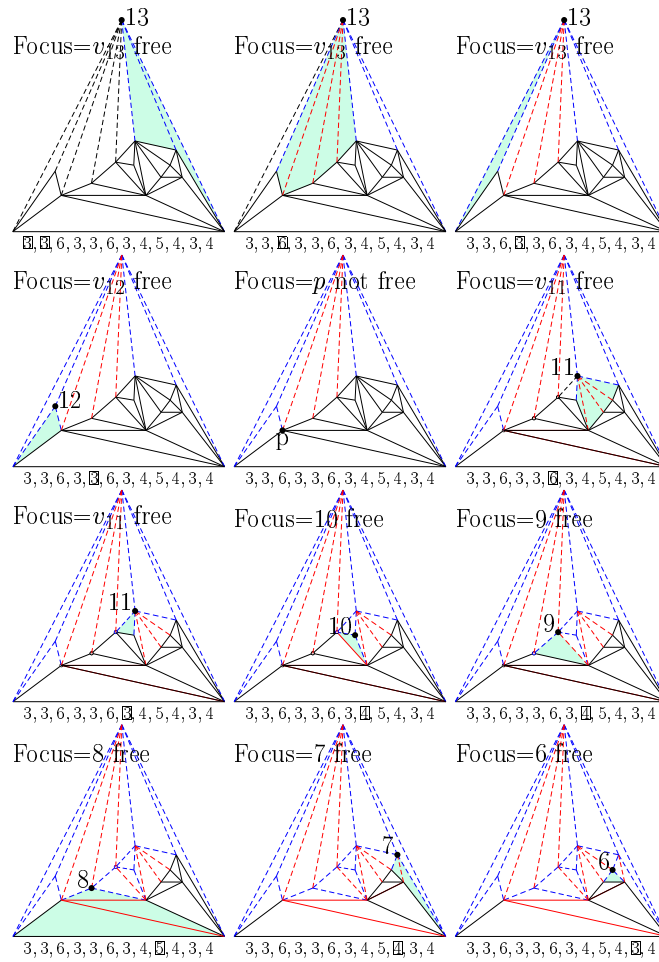 13 13 13
Focus=v13 free Focus=v13 free Focus=v13 free
3, 3, 6, 3, 3, 6, 3, 4, 5, 4, 3, 4 3, 3, 6, 3, 3, 6, 3, 4, 5, 4, 3, 4 3, 3, 6, 3, 3, 6, 3, 4, 5, 4, 3, 4
Focus=v12 free Focus=p not free Focus=v11 free
12 p 11
3, 3, 6, 3, 3, 6, 3, 4, 5, 4, 3, 4 3, 3, 6, 3, 3, 6, 3, 4, 5, 4, 3, 4 3, 3, 6, 3, 3, 6, 3, 4, 5, 4, 3, 4
Focus=v11 free Focus=10 free Focus=9 free
11 10 9
3, 3, 6, 3, 3, 6, 3, 4, 5, 4, 3, 4 3, 3, 6, 3, 3, 6, 3, 4, 5, 4, 3, 4 3, 3, 6, 3, 3, 6, 3, 4, 5, 4, 3, 4
Focus=8 free Focus=7 free Focus=6 free
8 7 6
3, 3, 6, 3, 3, 6, 3, 4, 5, 4, 3, 4 3, 3, 6, 3, 3, 6, 3, 4, 5, 4, 3, 4 3, 3, 6, 3, 3, 6, 3, 4, 5, 4, 3, 4